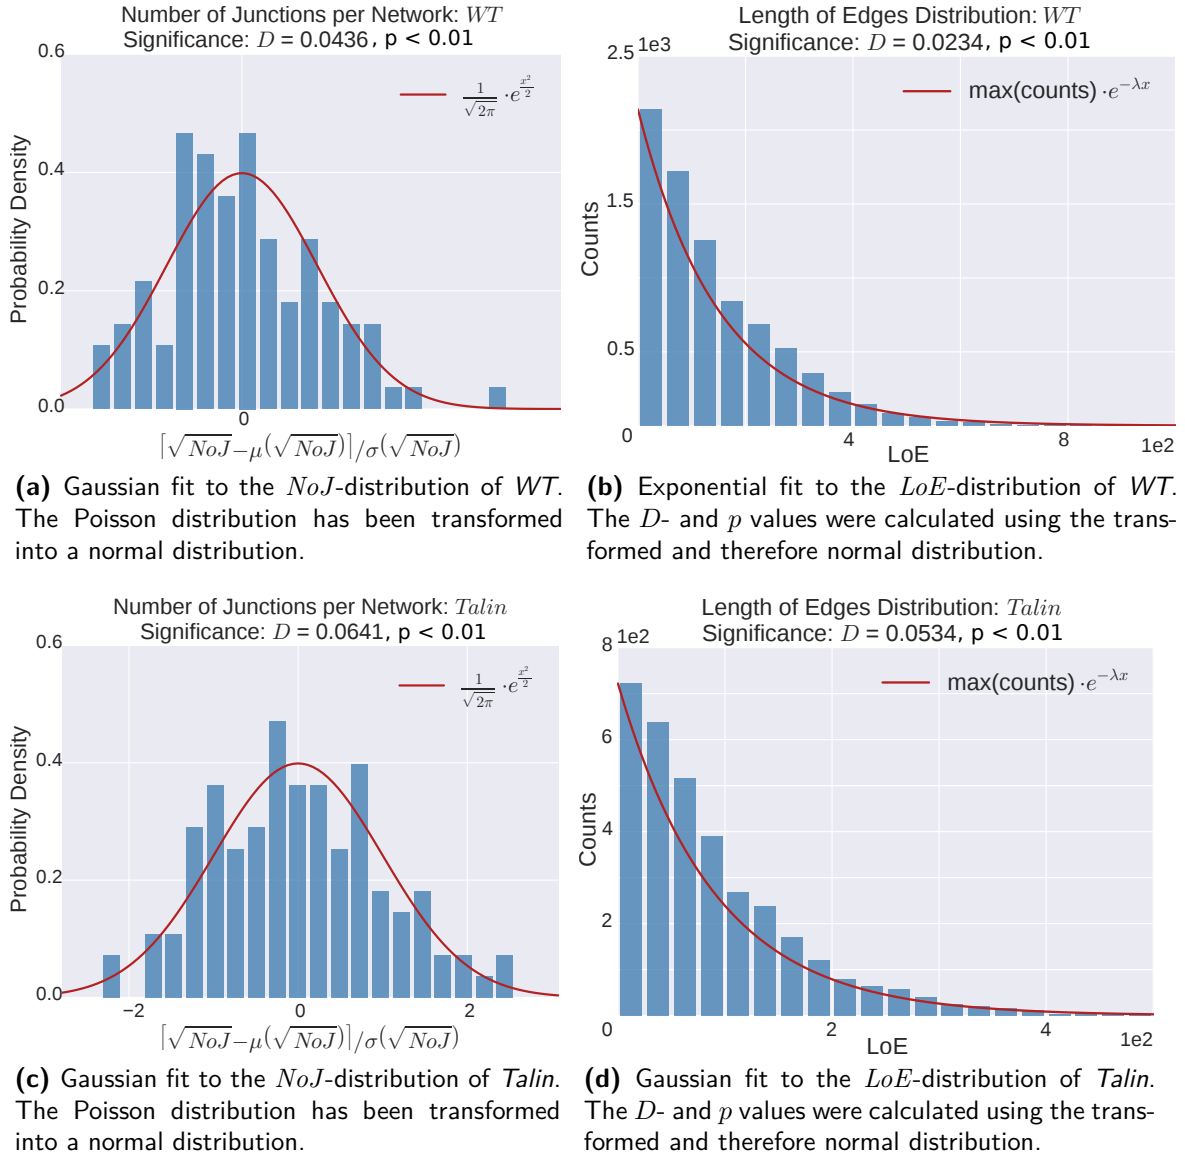 Number of Junctions per Network: WT
Significance: D = 0.0436, p < 0.01
0.6
0.4
0.2
0.0
Probability Density
1/√2π · e^(x²/2)
0
⌈√NoJ−μ(√NoJ)⌉/σ(√NoJ)
(a) Gaussian fit to the NoJ-distribution of WT.
The Poisson distribution has been transformed
into a normal distribution.
Length of Edges Distribution: WT
Significance: D = 0.0234, p < 0.01
2.5 1e3
1.5
0.5
0
Counts
max(counts) · e^(−λx)
4
8
1e2
LoE
(b) Exponential fit to the LoE-distribution of WT.
The D- and p values were calculated using the trans-
formed and therefore normal distribution.
Number of Junctions per Network: Talin
Significance: D = 0.0641, p < 0.01
0.6
0.4
0.2
0.0
Probability Density
1/√2π · e^(x²/2)
−2
0
2
⌈√NoJ−μ(√NoJ)⌉/σ(√NoJ)
(c) Gaussian fit to the NoJ-distribution of Talin.
The Poisson distribution has been transformed
into a normal distribution.
Length of Edges Distribution: Talin
Significance: D = 0.0534, p < 0.01
8 1e2
6
4
2
0
Counts
max(counts) · e^(−λx)
2
4
1e2
LoE
(d) Gaussian fit to the LoE-distribution of Talin.
The D- and p values were calculated using the trans-
formed and therefore normal distribution.